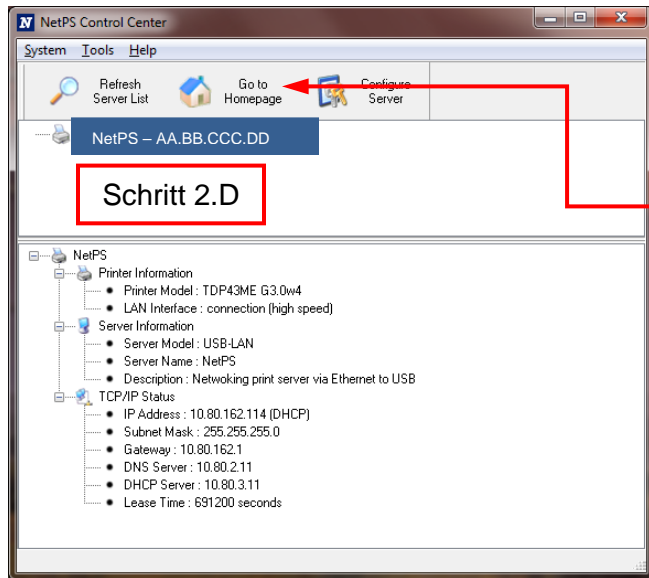 NetPS Control Center
System Tools Help
Refresh
Server List
Go to
Homepage
Configure
Server
NetPS – AA.BB.CCC.DD
Schritt 2.D
NetPS
Printer Information
Printer Model : TDP43ME G3.0w4
LAN Interface : connection (high speed)
Server Information
Server Model : USB-LAN
Server Name : NetPS
Description : Netwoking print server via Ethernet to USB
TCP/IP Status
IP Address : 10.80.162.114 (DHCP)
Subnet Mask : 255.255.255.0
Gateway : 10.80.162.1
DNS Server : 10.80.2.11
DHCP Server : 10.80.3.11
Lease Time : 691200 seconds